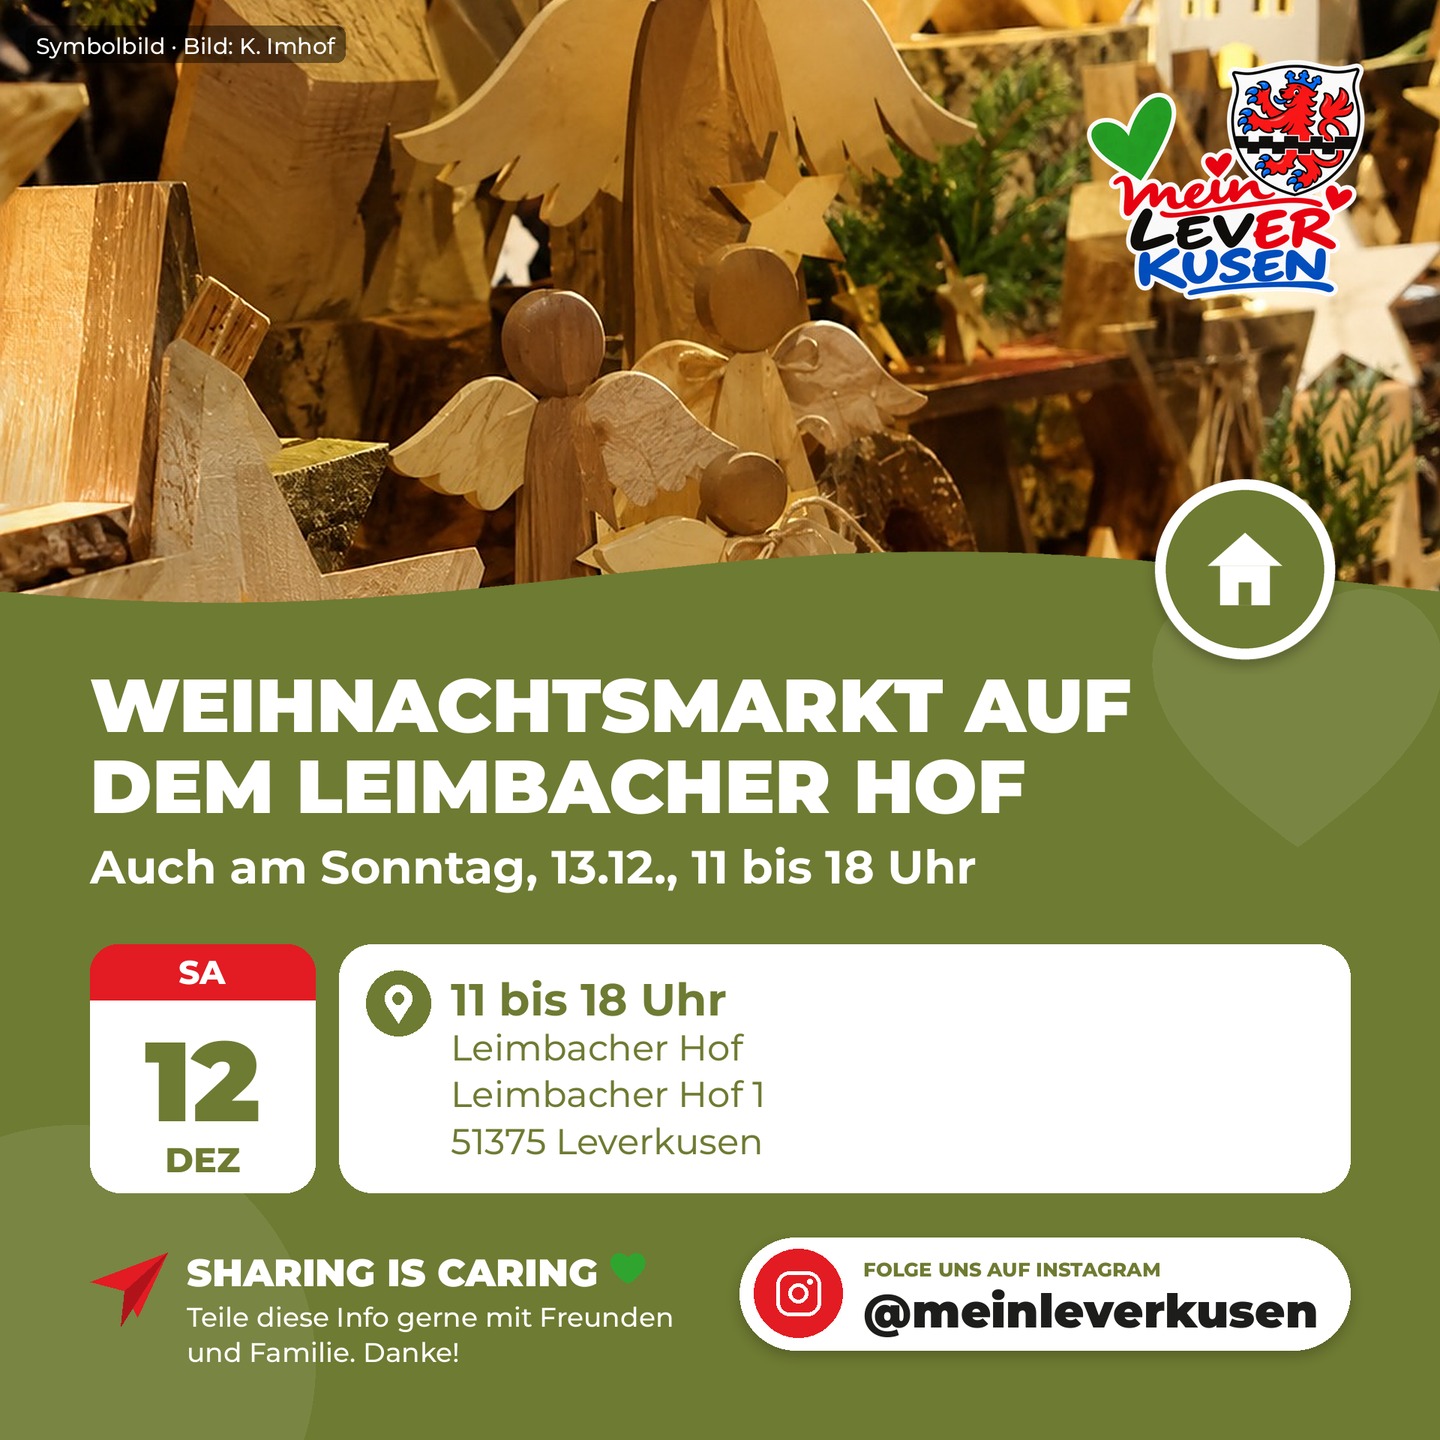 Symbolbild · Bild: K. Imhof
mein
LEVER
KUSEN
WEIHNACHTSMARKT AUF
DEM LEIMBACHER HOF
Auch am Sonntag, 13.12., 11 bis 18 Uhr
SA
12
DEZ
11 bis 18 Uhr
Leimbacher Hof
Leimbacher Hof 1
51375 Leverkusen
SHARING IS CARING
Teile diese Info gerne mit Freunden
und Familie. Danke!
FOLGE UNS AUF INSTAGRAM
@meinleverkusen